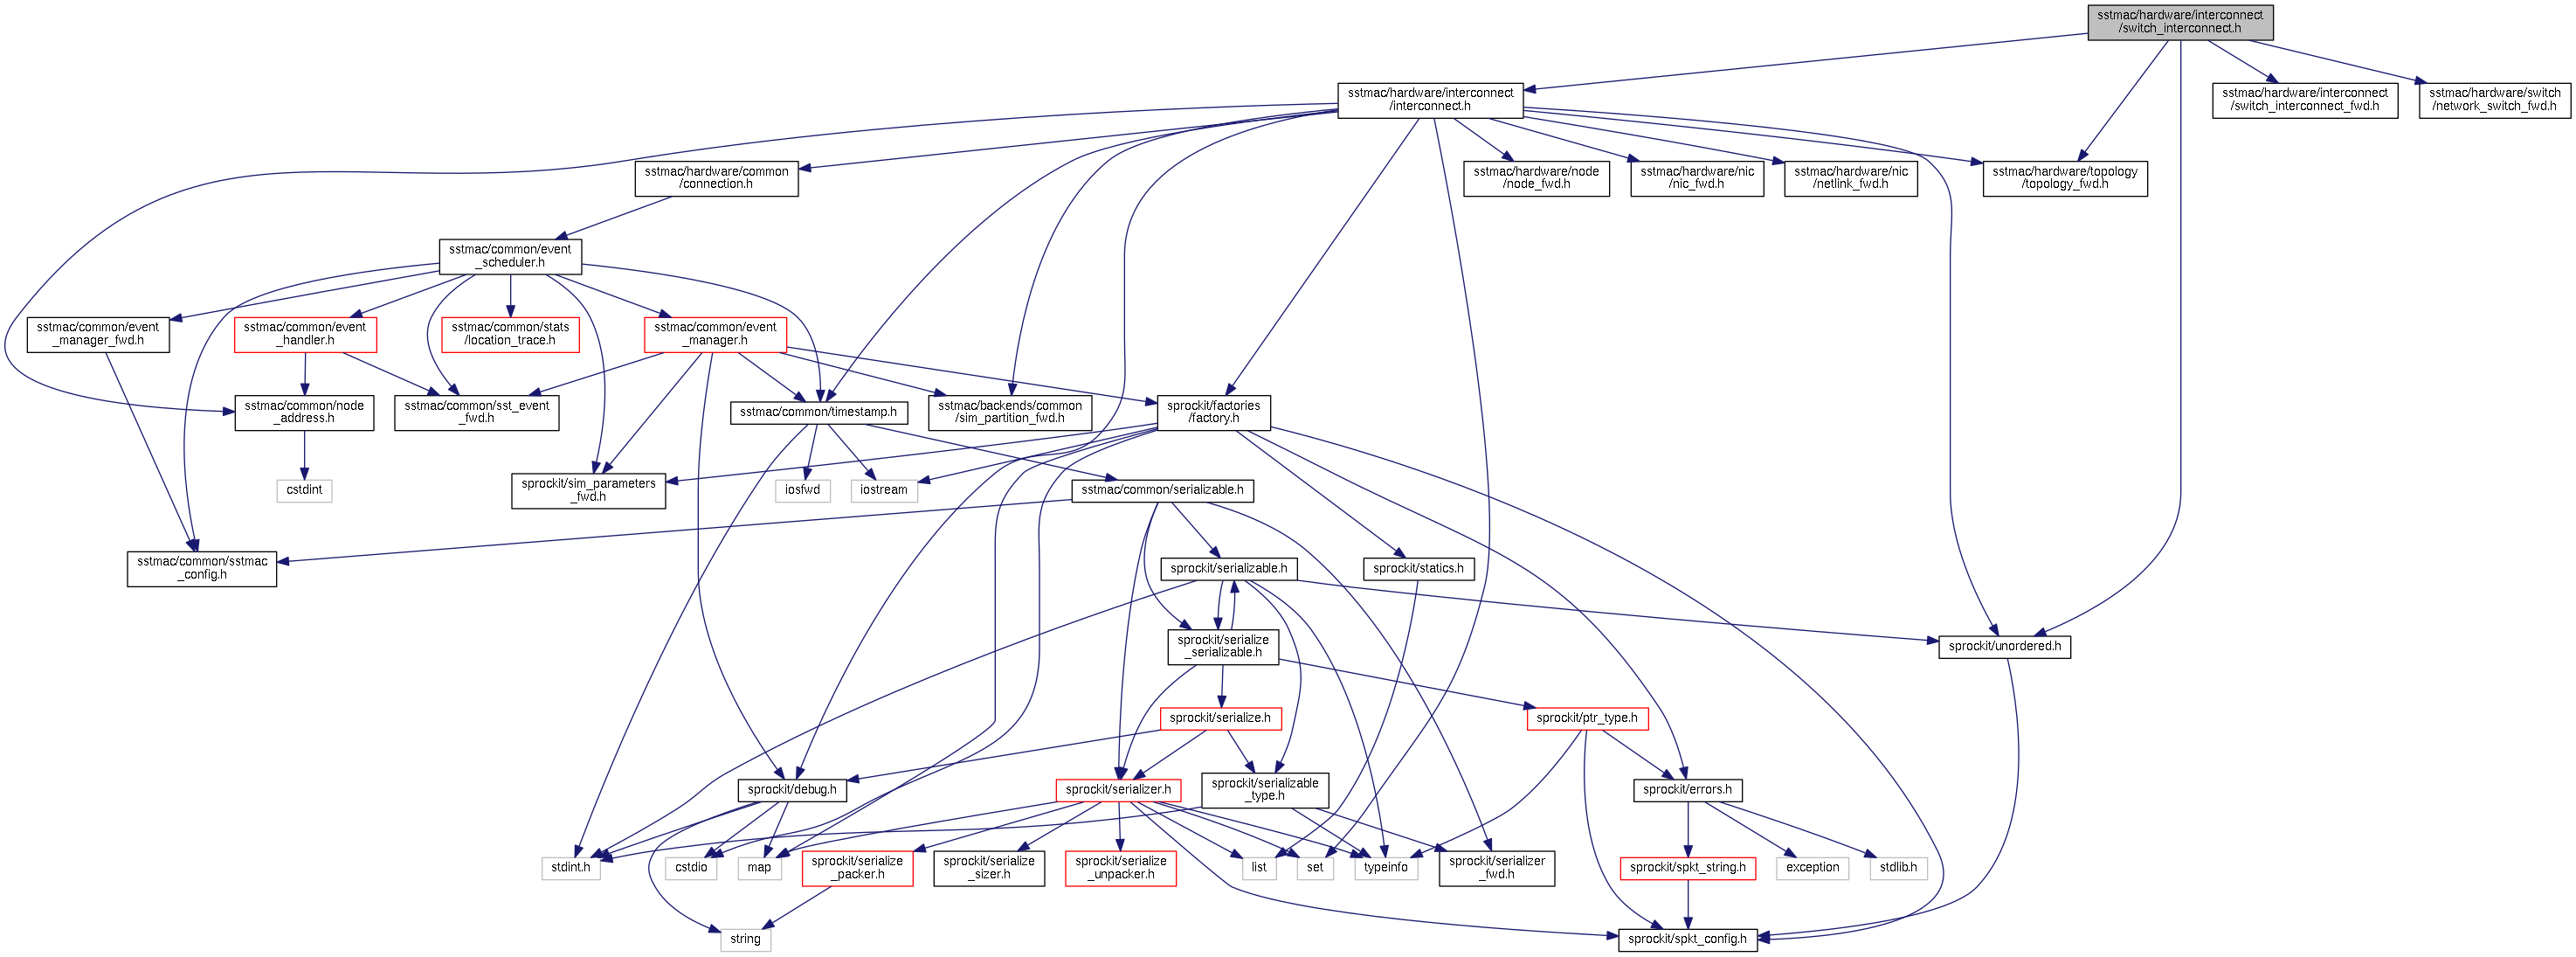 sstmac/hardware/interconnect
/switch_interconnect.h
sstmac/hardware/interconnect
/interconnect.h
sstmac/hardware/interconnect
/switch_interconnect_fwd.h
sstmac/hardware/switch
/network_switch_fwd.h
sstmac/hardware/common
/connection.h
sstmac/hardware/node
/node_fwd.h
sstmac/hardware/nic
/nic_fwd.h
sstmac/hardware/nic
/netlink_fwd.h
sstmac/hardware/topology
/topology_fwd.h
sstmac/common/event
_scheduler.h
sstmac/common/event
_manager_fwd.h
sstmac/common/event
_handler.h
sstmac/common/stats
/location_trace.h
sstmac/common/event
_manager.h
sstmac/common/node
_address.h
sstmac/common/sst_event
_fwd.h
sstmac/common/timestamp.h
sstmac/backends/common
/sim_partition_fwd.h
sprockit/factories
/factory.h
cstdint
sprockit/sim_parameters
_fwd.h
iosfwd
iostream
sstmac/common/serializable.h
sstmac/common/sstmac
_config.h
sprockit/serializable.h
sprockit/statics.h
sprockit/serialize
_serializable.h
sprockit/unordered.h
sprockit/serialize.h
sprockit/ptr_type.h
sprockit/debug.h
sprockit/serializer.h
sprockit/serializable
_type.h
sprockit/errors.h
stdint.h
cstdio
map
sprockit/serialize
_packer.h
sprockit/serialize
_sizer.h
sprockit/serialize
_unpacker.h
list
set
typeinfo
sprockit/serializer
_fwd.h
sprockit/spkt_string.h
exception
stdlib.h
string
sprockit/spkt_config.h